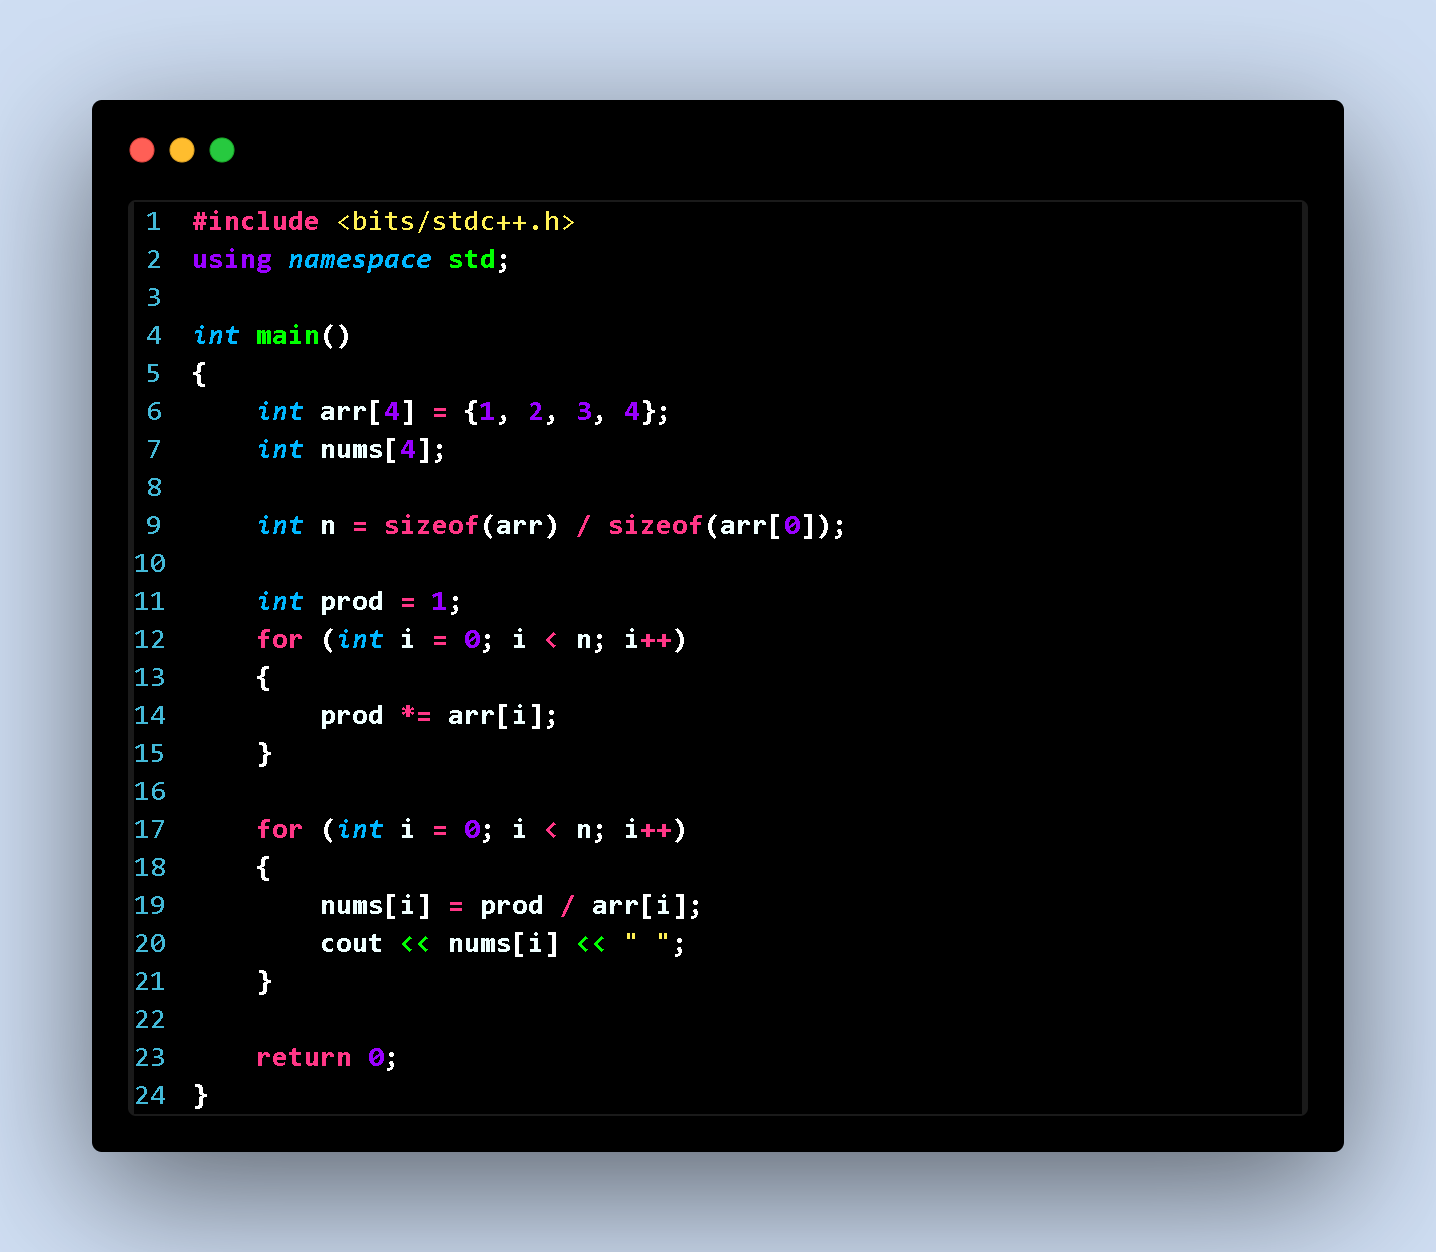 1 #include <bits/stdc++.h>
2 using namespace std;
3
4 int main()
5 {
6     int arr[4] = {1, 2, 3, 4};
7     int nums[4];
8
9     int n = sizeof(arr) / sizeof(arr[0]);
10
11     int prod = 1;
12     for (int i = 0; i < n; i++)
13     {
14         prod *= arr[i];
15     }
16
17     for (int i = 0; i < n; i++)
18     {
19         nums[i] = prod / arr[i];
20         cout << nums[i] << " ";
21     }
22
23     return 0;
24 }